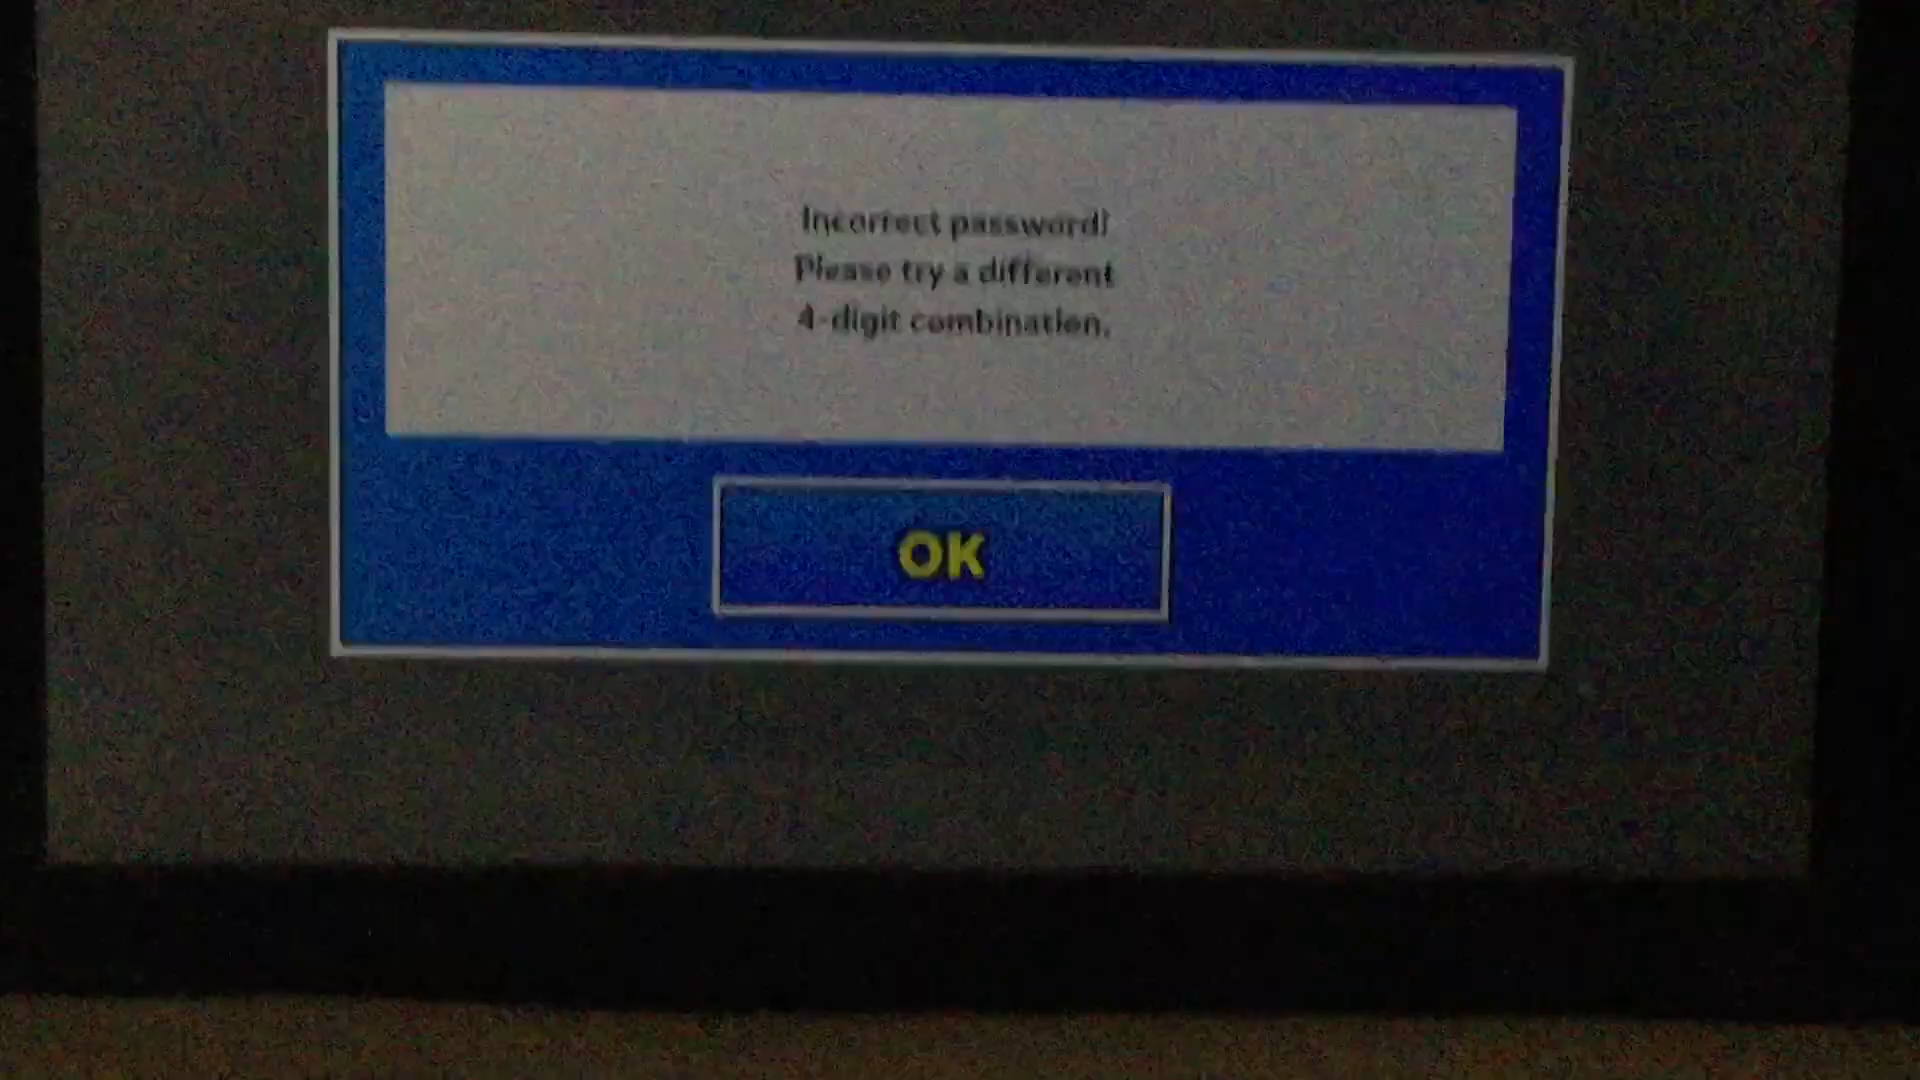 Incorrect password!
Please try a different
4-digit combination.
OK